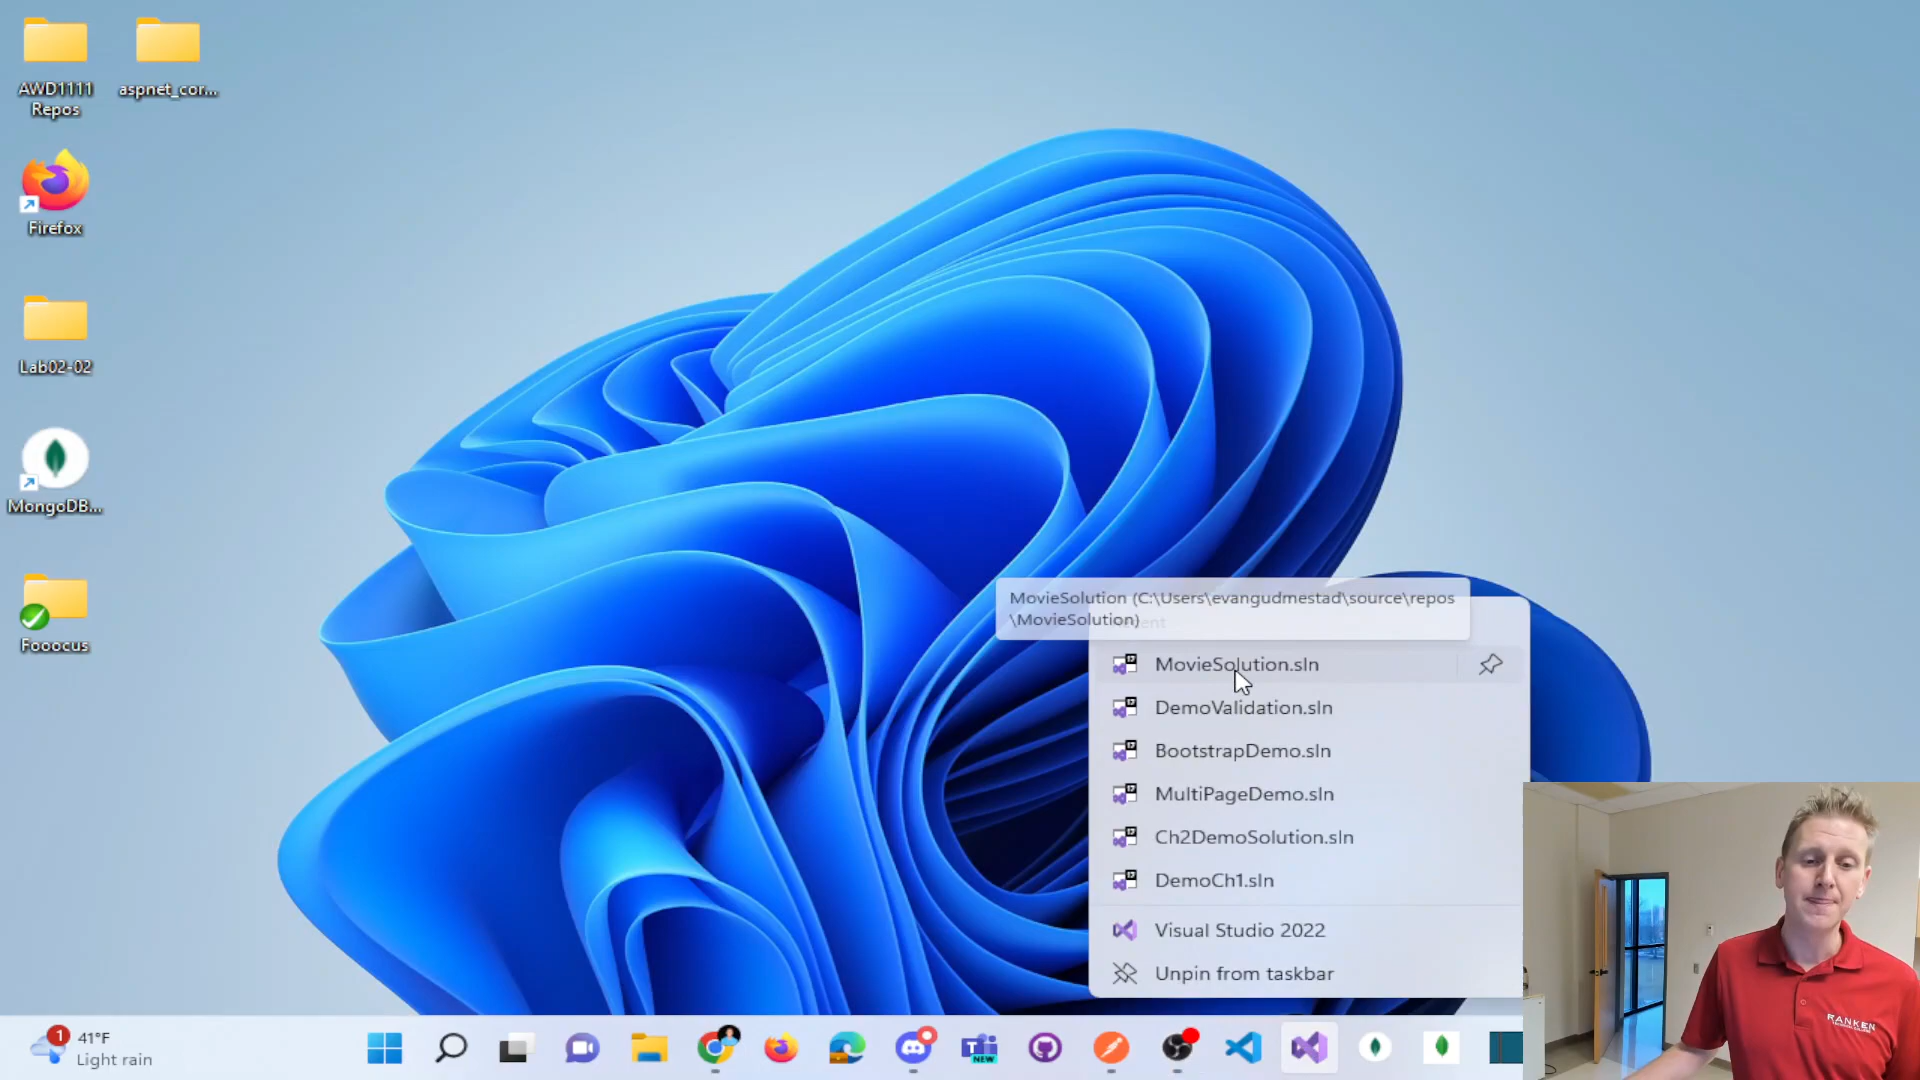 AWD1111
Repos
aspnet_cor...
Firefox
Lab02-02
MongoDB...
Fooocus
MovieSolution (C:\Users\evangudmestad\source\repos
\MovieSolution)
MovieSolution.sln
DemoValidation.sln
BootstrapDemo.sln
MultiPageDemo.sln
Ch2DemoSolution.sln
DemoCh1.sln
Visual Studio 2022
Unpin from taskbar
RANKEN
1
41°F
Light rain
T
NEW